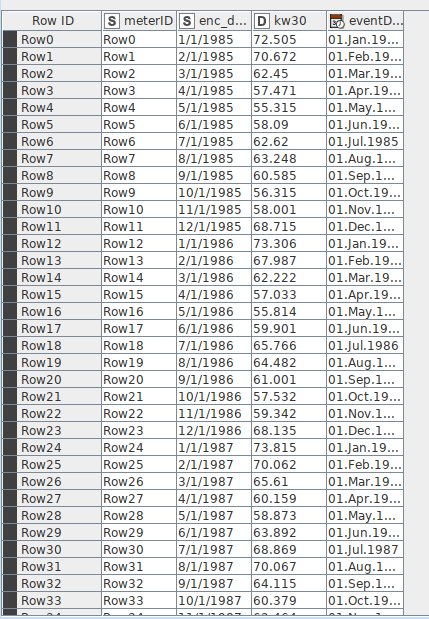 Row ID S meterID S enc_d... D kw30 eventD...
Row0 Row0 1/1/1985 72.505 01.Jan.19...
Row1 Row1 2/1/1985 70.672 01.Feb.19...
Row2 Row2 3/1/1985 62.45 01.Mar.19...
Row3 Row3 4/1/1985 57.471 01.Apr.19...
Row4 Row4 5/1/1985 55.315 01.May.1...
Row5 Row5 6/1/1985 58.09 01.Jun.19...
Row6 Row6 7/1/1985 62.62 01.Jul.1985
Row7 Row7 8/1/1985 63.248 01.Aug.1...
Row8 Row8 9/1/1985 60.585 01.Sep.1...
Row9 Row9 10/1/1985 56.315 01.Oct.19...
Row10 Row10 11/1/1985 58.001 01.Nov.1...
Row11 Row11 12/1/1985 68.715 01.Dec.1...
Row12 Row12 1/1/1986 73.306 01.Jan.19...
Row13 Row13 2/1/1986 67.987 01.Feb.19...
Row14 Row14 3/1/1986 62.222 01.Mar.19...
Row15 Row15 4/1/1986 57.033 01.Apr.19...
Row16 Row16 5/1/1986 55.814 01.May.1...
Row17 Row17 6/1/1986 59.901 01.Jun.19...
Row18 Row18 7/1/1986 65.766 01.Jul.1986
Row19 Row19 8/1/1986 64.482 01.Aug.1...
Row20 Row20 9/1/1986 61.001 01.Sep.1...
Row21 Row21 10/1/1986 57.532 01.Oct.19...
Row22 Row22 11/1/1986 59.342 01.Nov.1...
Row23 Row23 12/1/1986 68.135 01.Dec.1...
Row24 Row24 1/1/1987 73.815 01.Jan.19...
Row25 Row25 2/1/1987 70.062 01.Feb.19...
Row26 Row26 3/1/1987 65.61 01.Mar.19...
Row27 Row27 4/1/1987 60.159 01.Apr.19...
Row28 Row28 5/1/1987 58.873 01.May.1...
Row29 Row29 6/1/1987 63.892 01.Jun.19...
Row30 Row30 7/1/1987 68.869 01.Jul.1987
Row31 Row31 8/1/1987 70.067 01.Aug.1...
Row32 Row32 9/1/1987 64.115 01.Sep.1...
Row33 Row33 10/1/1987 60.379 01.Oct.19...